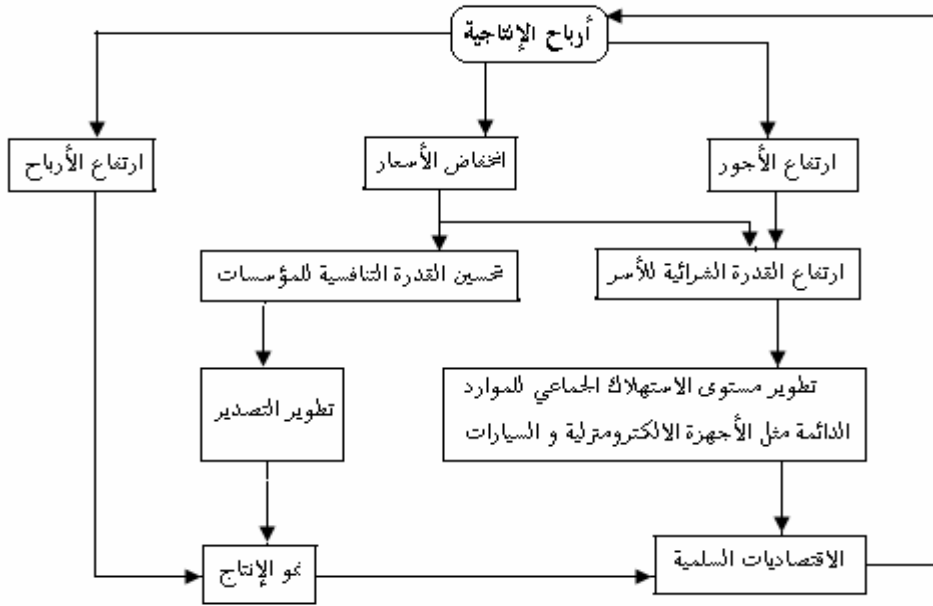 أرباح الإنتاجية
ارتفاع الأجور
انخفاض الأسعار
ارتفاع الأرباح
ارتفاع القدرة الشرائية للأسر
تحسين القدرة التنافسية للمؤسسات
تطوير مستوى الاستهلاك الجماعي للموارد
الدائمة مثل الأجهزة الالكترومترلية و السيارات
تطوير التصدير
الاقتصاديات السلمية
نمو الإنتاج